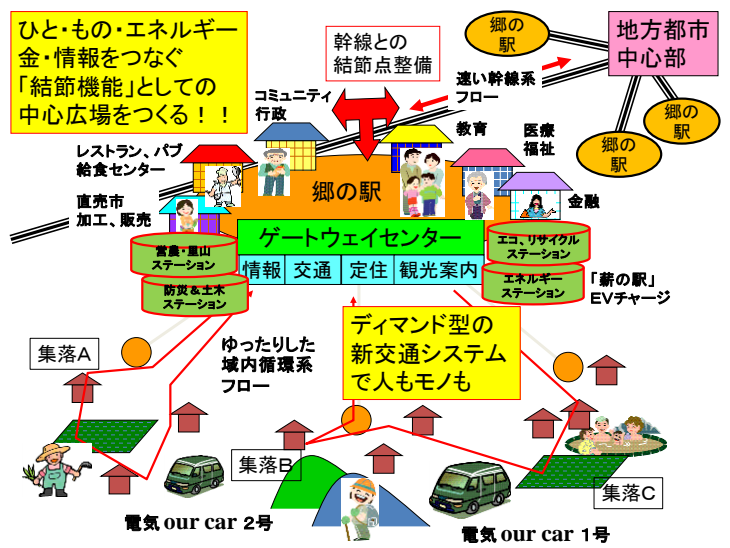 ひと・もの・エネルギー
金・情報をつなぐ
「結節機能」としての
中心広場をつくる！！
幹線との
結節点整備
郷の
駅
地方都市
中心部
速い幹線系
フロー
郷の
駅
郷の
駅
コミュニティ
行政
教育
医療
福祉
レストラン、パブ
給食センター
郷の駅
直売市
加工、販売
金融
ゲートウェイセンター
営農・里山
ステーション
エコ、リサイクル
ステーション
情報
交通
定住
観光案内
防災＆土木
ステーション
エネルギー
ステーション
「薪の駅」
EVチャージ
集落A
ゆったりした
域内循環系
フロー
ディマンド型の
新交通システム
で人もモノも
集落B
集落C
電気 our car 2号
電気 our car 1号